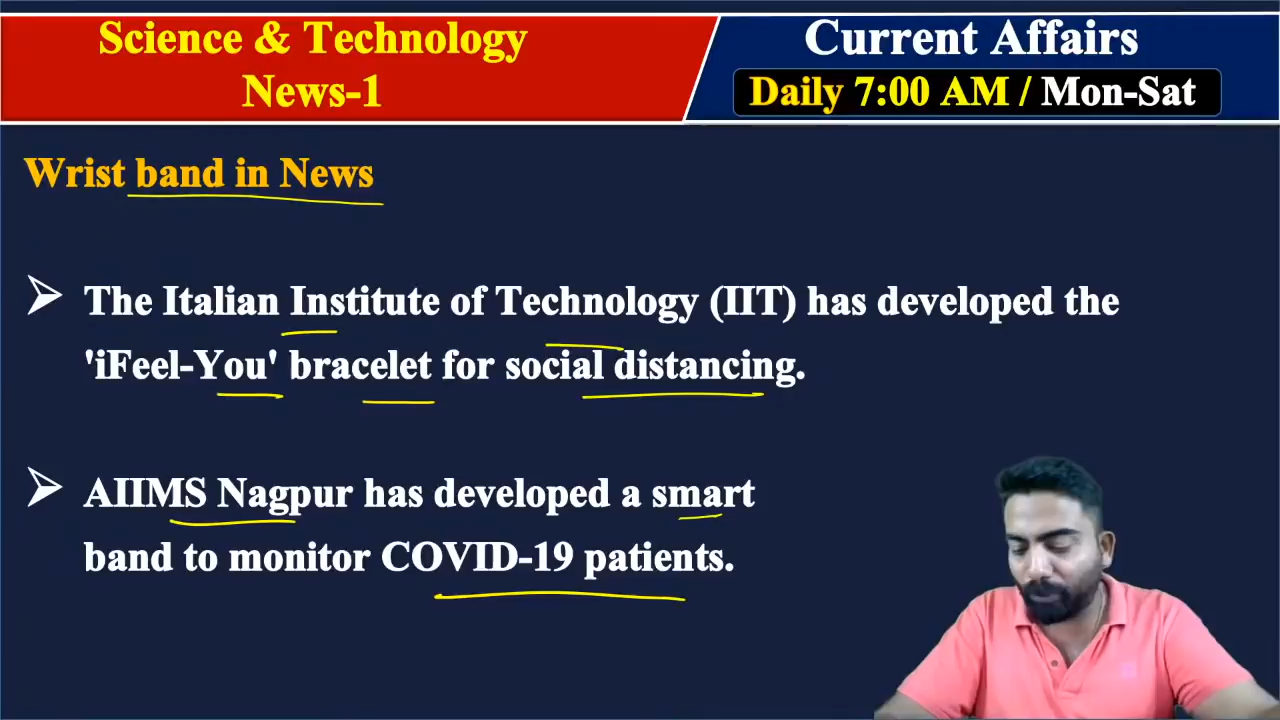 Science & Technology
News-1
Current Affairs
Daily 7:00 AM / Mon-Sat
Wrist band in News
The Italian Institute of Technology (IIT) has developed the
'iFeel-You' bracelet for social distancing.
AIIMS Nagpur has developed a smart
band to monitor COVID-19 patients.